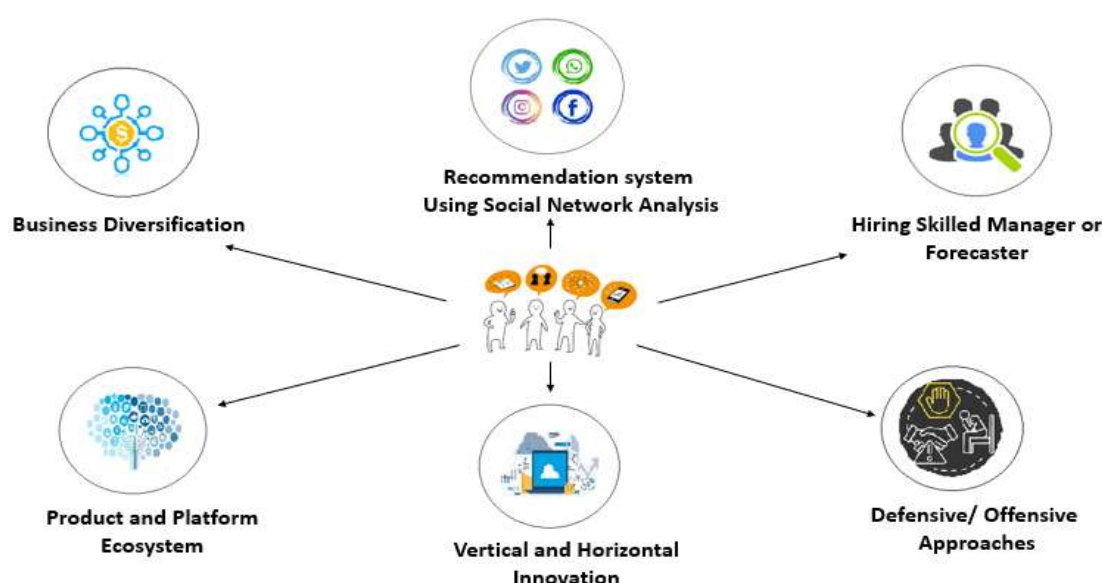 Recommendation system
Using Social Network Analysis
Business Diversification
Hiring Skilled Manager or
Forecaster
Product and Platform
Ecosystem
Vertical and Horizontal
Innovation
Defensive/ Offensive
Approaches